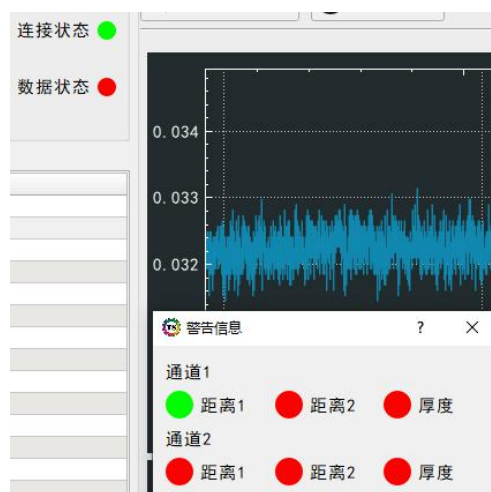 连接状态
数据状态
0.034
0.033
0.032
警告信息 ? ×
通道1
距离1 距离2 厚度
通道2
距离1 距离2 厚度